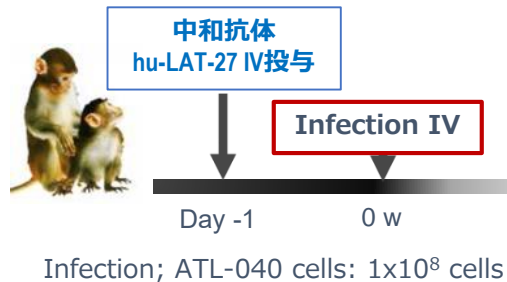 中和抗体
hu-LAT-27 IV投与
Infection IV
Day -1
0 w
Infection; ATL-040 cells: 1x10⁸ cells